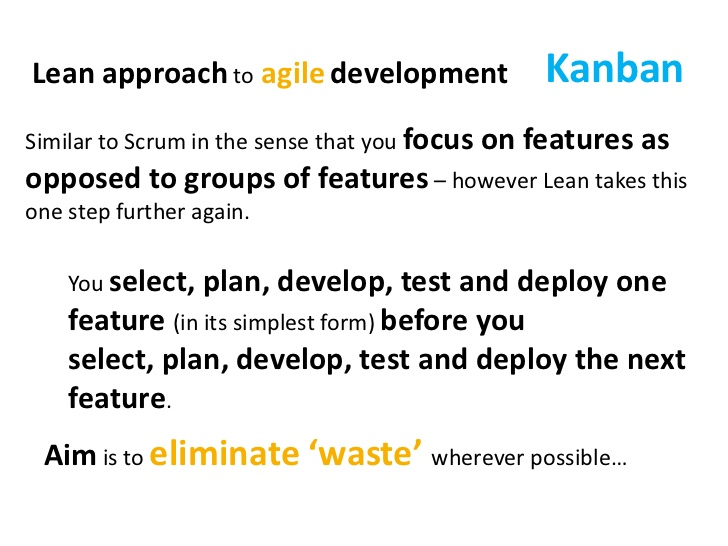 Lean approach to agile development Kanban
Similar to Scrum in the sense that you focus on features as
opposed to groups of features – however Lean takes this
one step further again.
You select, plan, develop, test and deploy one
feature (in its simplest form) before you
select, plan, develop, test and deploy the next
feature.
Aim is to eliminate ‘waste’ wherever possible…